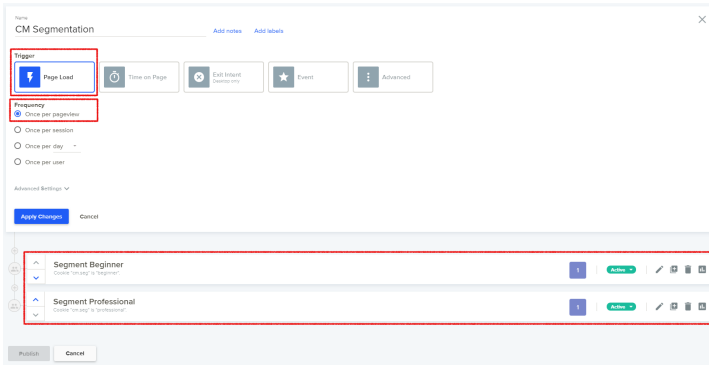 Name
CM Segmentation
Add notes
Add labels
Trigger
Page Load
Time on Page
Exit Intent
Desktop only
Event
Advanced
Frequency
Once per pageview
Once per session
Once per day
Once per user
Advanced Settings
Apply Changes
Cancel
Segment Beginner
Cookie "cm.seg" is "beginner".
1
Active
Segment Professional
Cookie "cm.seg" is "professional".
1
Active
Publish
Cancel